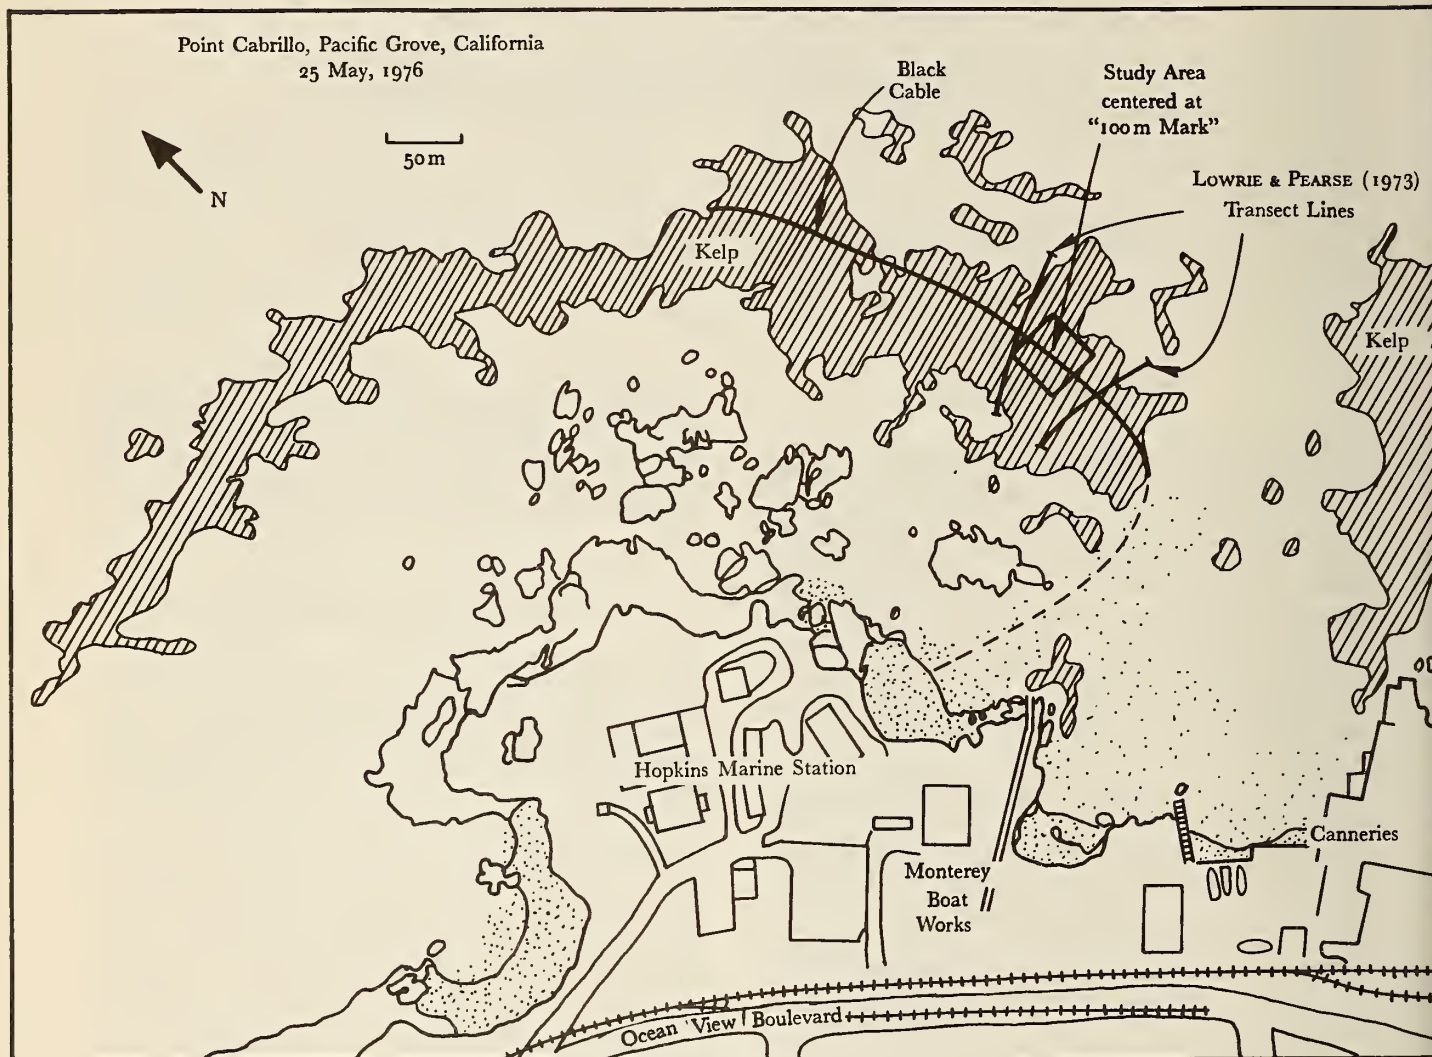 Point Cabrillo, Pacific Grove, California
25 May, 1976
50 m
N
Black
Cable
Study Area
centered at
“100 m Mark”
LOWRIE & PEARSE (1973)
Transect Lines
Kelp
Kelp
Hopkins Marine Station
Monterey
Boat
Works
Canneries
Ocean View Boulevard